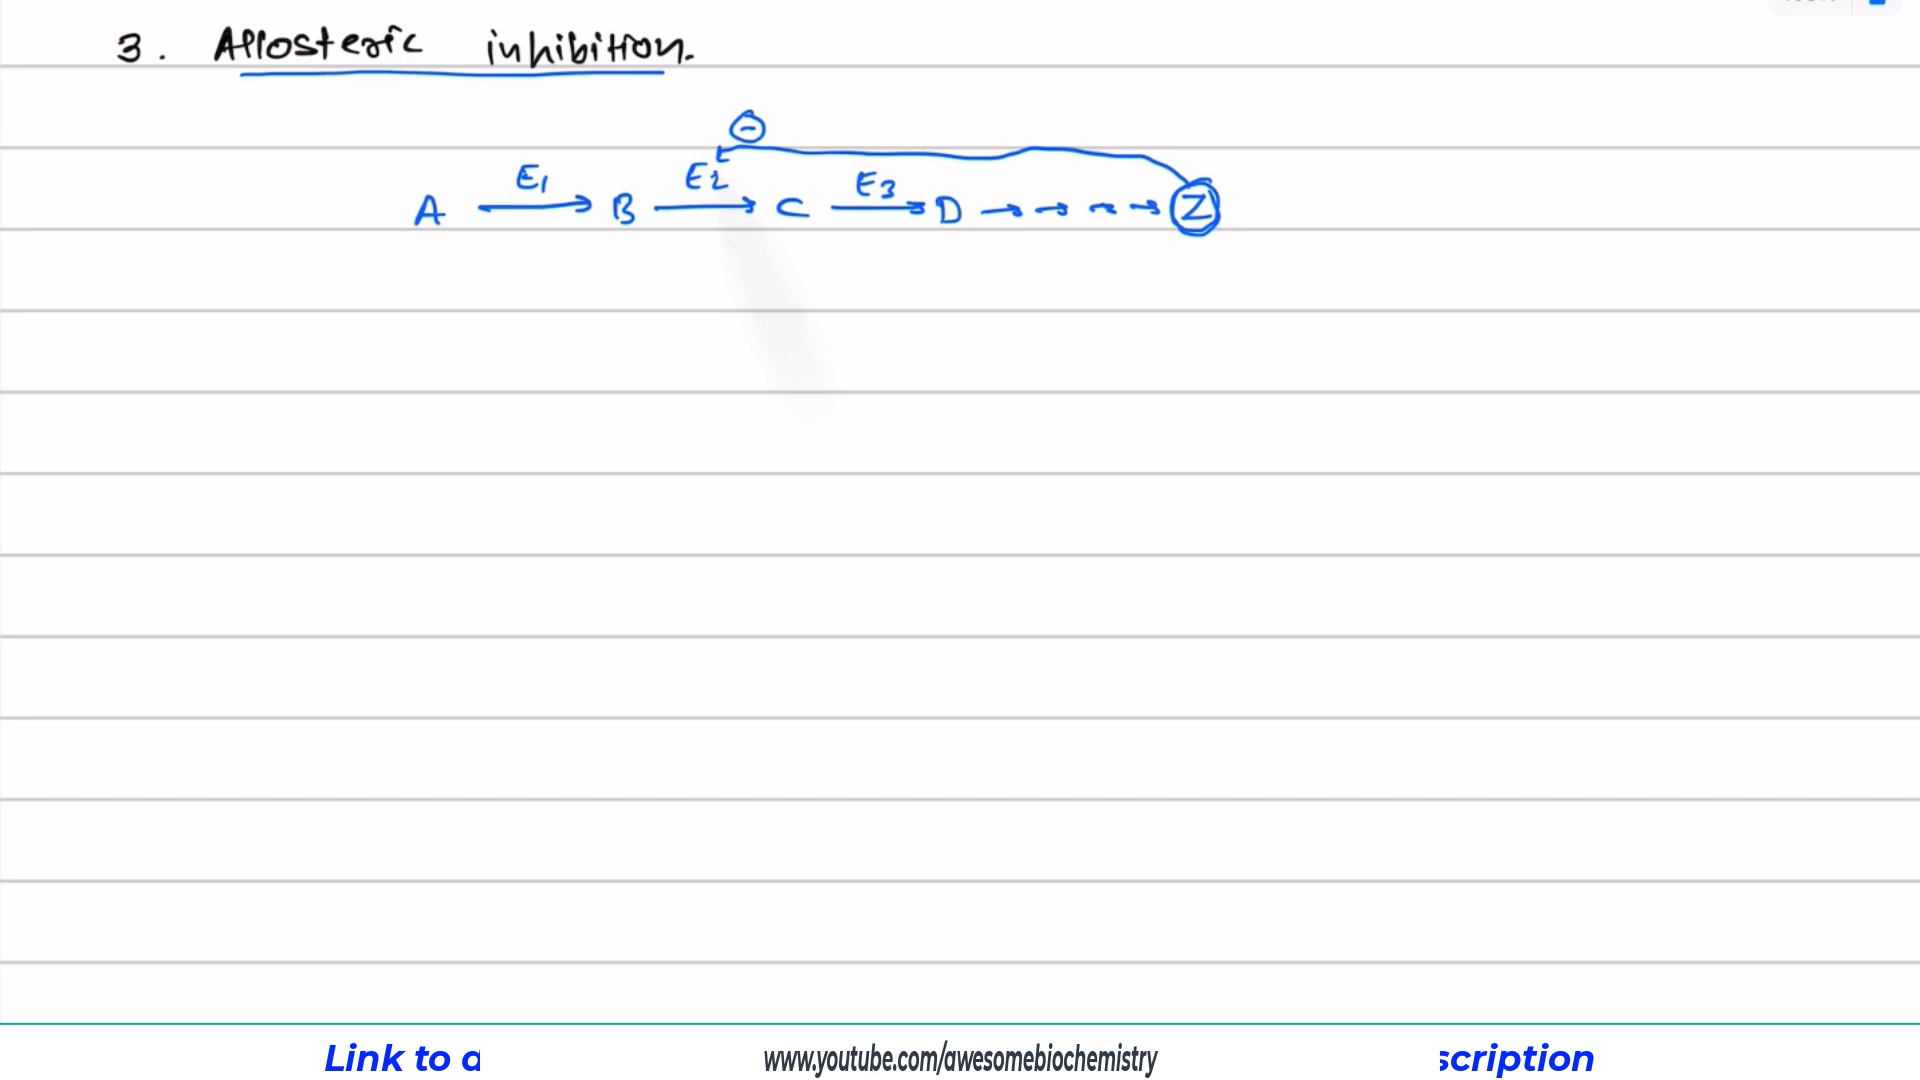 3. Allosteric inhibition.
⊖
E1 E2 E3
A → B → C → D → → → → Z
Link to www.youtube.com/awesomebiochemistry scription